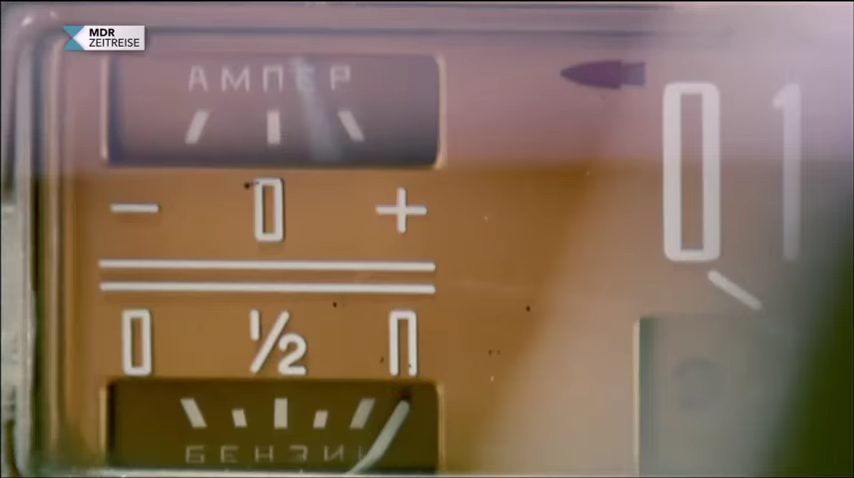 MDR
ZEITREISE
АМПЕР
0 1
– 0 +
0 1/2 П
БЕНЗИН